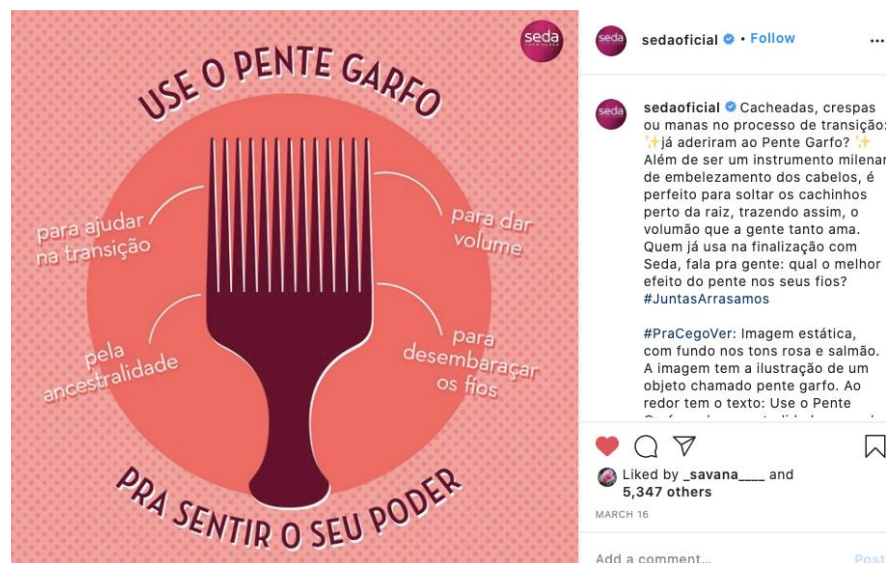 seda
USE O PENTE GARFO
para ajudar
na transição
para dar
volume
pela
ancestralidade
para
desembaraçar
os fios
PRA SENTIR O SEU PODER
seda
sedaoficial • Follow
...
seda
sedaoficial Cacheadas, crespas
ou manas no processo de transição:
✨já aderiram ao Pente Garfo? ✨
Além de ser um instrumento milenar
de embelezamento dos cabelos, é
perfeito para soltar os cachinhos
perto da raiz, trazendo assim, o
volumão que a gente tanto ama.
Quem já usa na finalização com
Seda, fala pra gente: qual o melhor
efeito do pente nos seus fios?
#JuntasArrasamos
#PraCegoVer: Imagem estática,
com fundo nos tons rosa e salmão.
A imagem tem a ilustração de um
objeto chamado pente garfo. Ao
redor tem o texto: Use o Pente
Liked by _savana____ and
5,347 others
MARCH 16
Add a comment...
Post